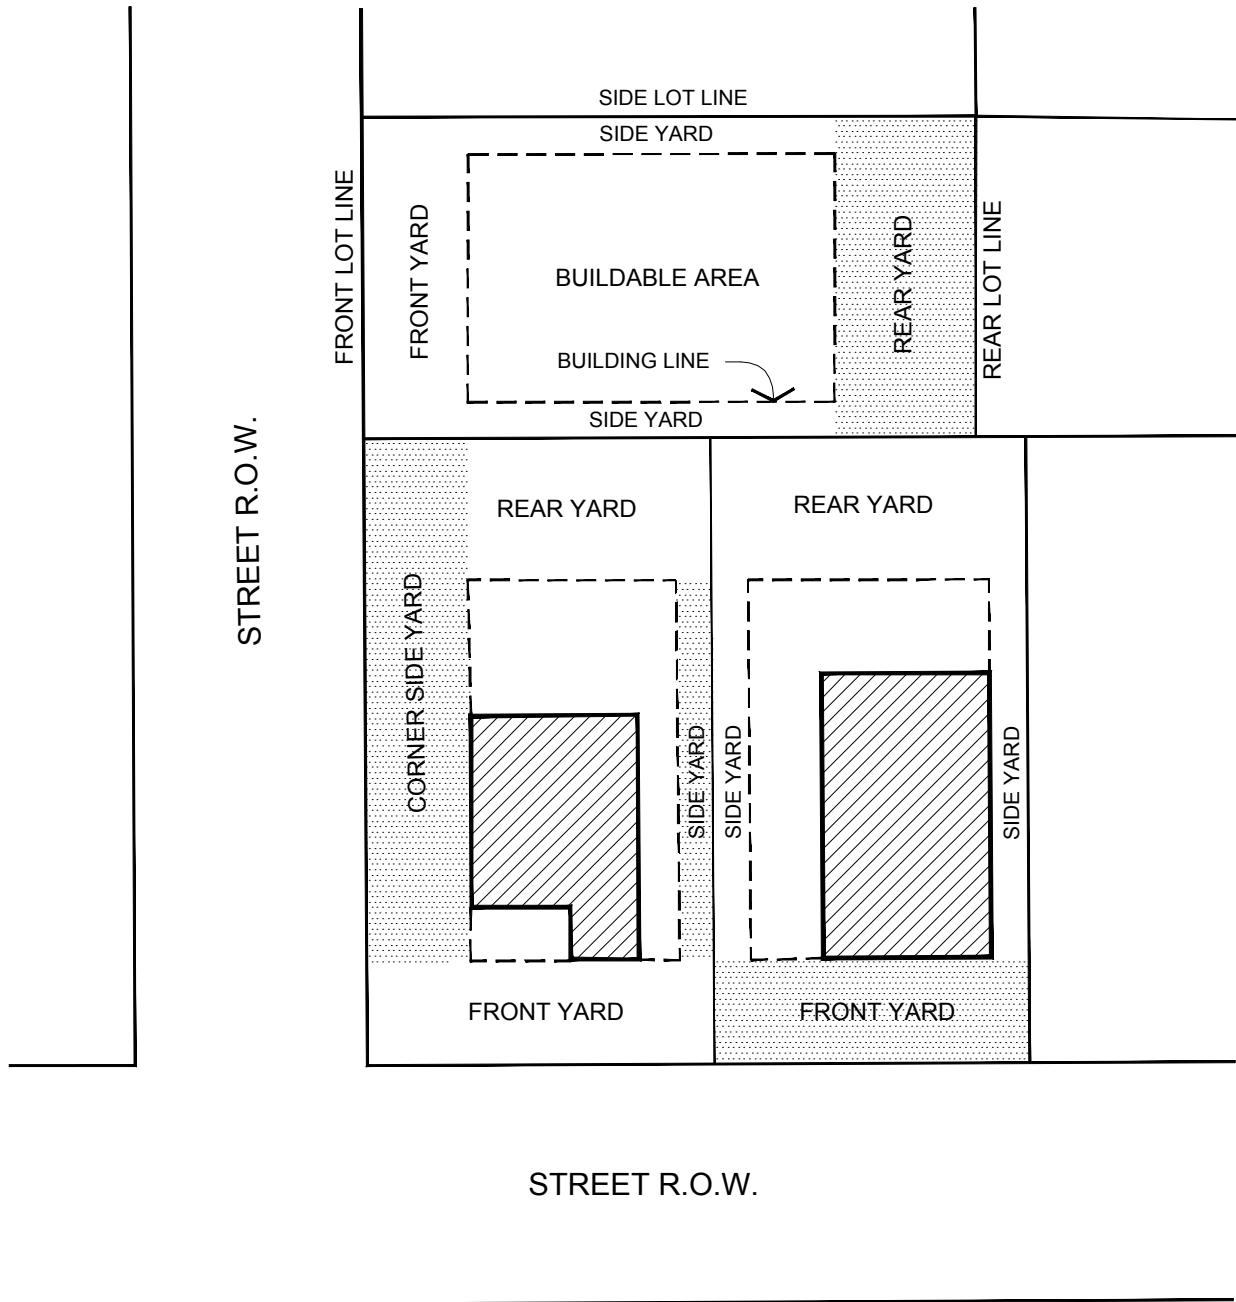 SIDE LOT LINE
SIDE YARD
FRONT LOT LINE
FRONT YARD
BUILDABLE AREA
REAR YARD
REAR LOT LINE
BUILDING LINE
SIDE YARD
STREET R.O.W.
REAR YARD
REAR YARD
CORNER SIDE YARD
SIDE YARD
SIDE YARD
SIDE YARD
FRONT YARD
FRONT YARD
STREET R.O.W.